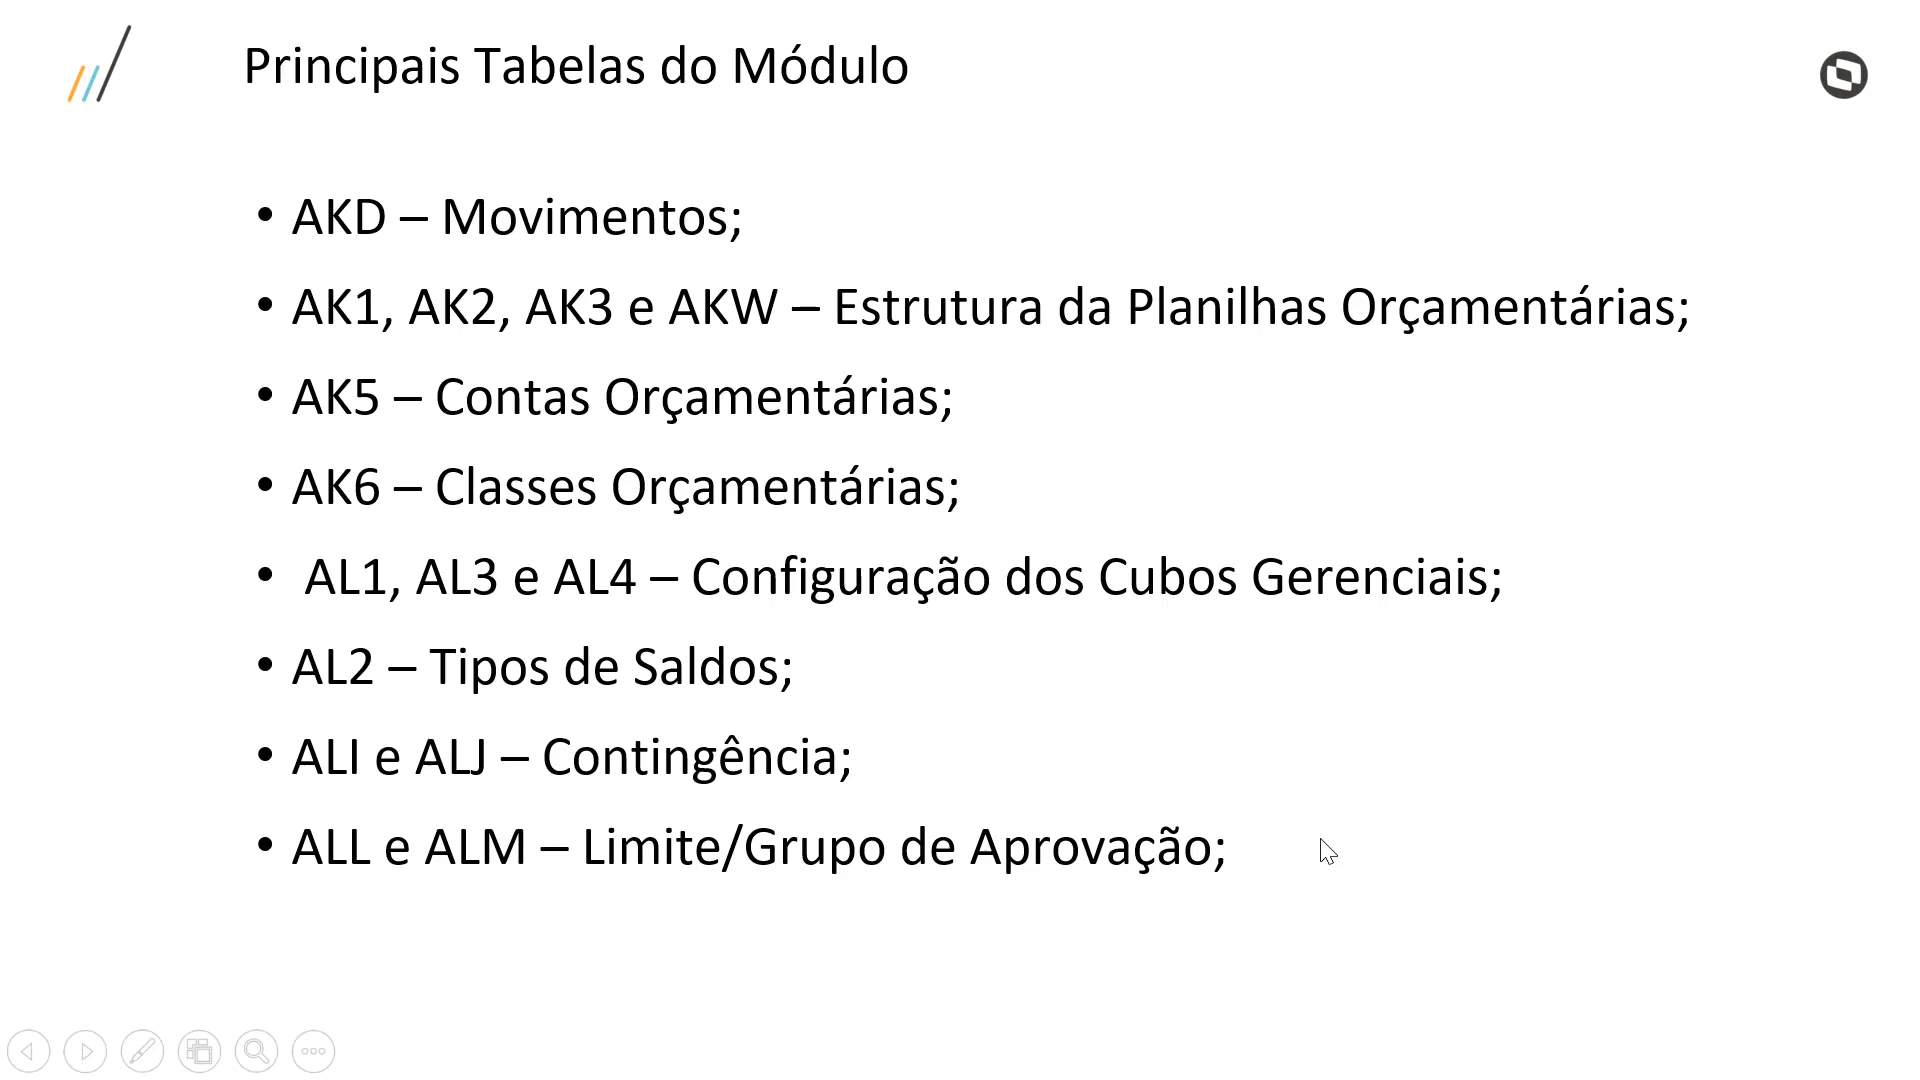 Principais Tabelas do Módulo
• AKD – Movimentos;
• AK1, AK2, AK3 e AKW – Estrutura da Planilhas Orçamentárias;
• AK5 – Contas Orçamentárias;
• AK6 – Classes Orçamentárias;
• AL1, AL3 e AL4 – Configuração dos Cubos Gerenciais;
• AL2 – Tipos de Saldos;
• ALI e ALJ – Contingência;
• ALL e ALM – Limite/Grupo de Aprovação;